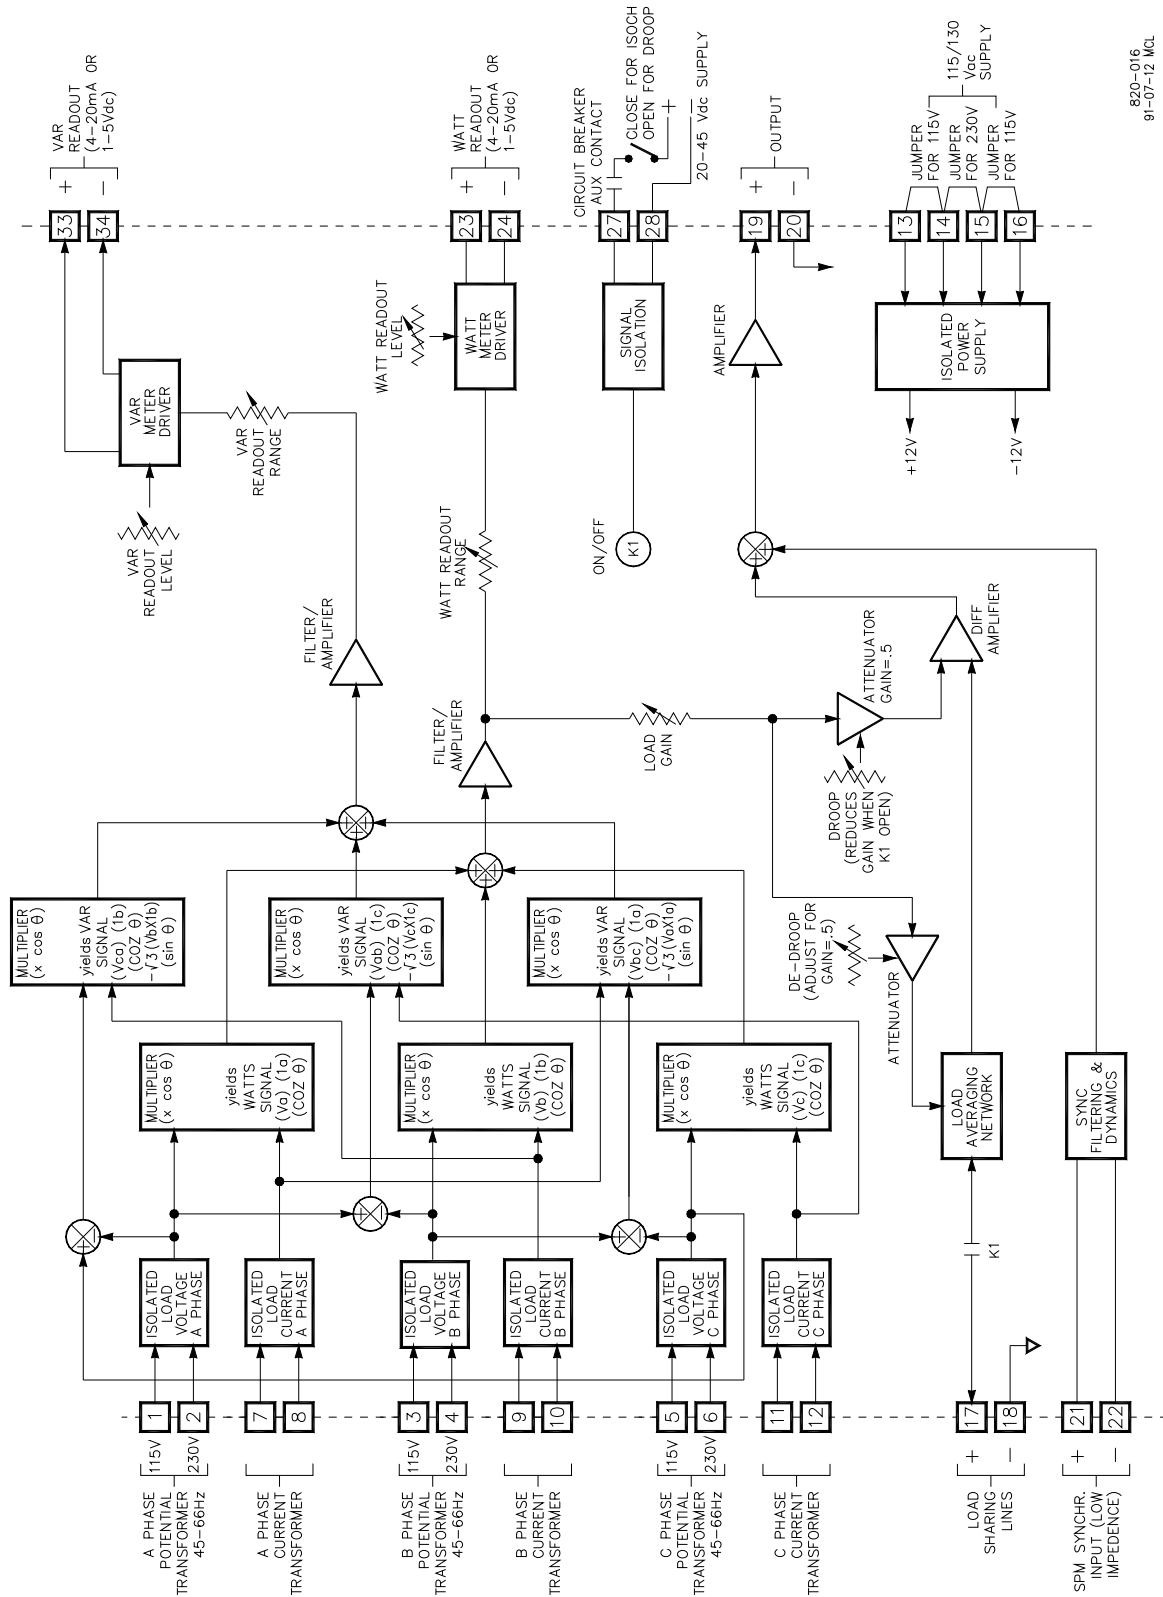 A PHASE
POTENTIAL
TRANSFORMER
45-66Hz
115V
230V
1
2
A PHASE
CURRENT
TRANSFORMER
7
8
B PHASE
POTENTIAL
TRANSFORMER
45-66Hz
115V
230V
3
4
B PHASE
CURRENT
TRANSFORMER
9
10
C PHASE
POTENTIAL
TRANSFORMER
45-66Hz
115V
230V
5
6
C PHASE
CURRENT
TRANSFORMER
11
12
LOAD
SHARING
LINES
+
-
17
18
SPM SYNCHR.
INPUT (LOW
IMPEDENCE)
+
-
21
22
ISOLATED
LOAD
VOLTAGE
A PHASE
ISOLATED
LOAD
CURRENT
A PHASE
ISOLATED
LOAD
VOLTAGE
B PHASE
ISOLATED
LOAD
CURRENT
B PHASE
ISOLATED
LOAD
VOLTAGE
C PHASE
ISOLATED
LOAD
CURRENT
C PHASE
K1
MULTIPLIER
(x cos θ)
yields
WATTS
SIGNAL
(Va) (1a)
(COZ θ)
MULTIPLIER
(x cos θ)
yields
WATTS
SIGNAL
(Vb) (1b)
(COZ θ)
MULTIPLIER
(x cos θ)
yields
WATTS
SIGNAL
(Vc) (1c)
(COZ θ)
LOAD
AVERAGING
NETWORK
SYNC
FILTERING &
DYNAMICS
MULTIPLIER
(x cos θ)
yields VAR
SIGNAL
(Vca) (1b)
(COZ θ)
-√3 (VbX1b)
(sin θ)
MULTIPLIER
(x cos θ)
yields VAR
SIGNAL
(Vab) (1c)
(COZ θ)
-√3 (VcX1c)
(sin θ)
MULTIPLIER
(x cos θ)
yields VAR
SIGNAL
(Vbc) (1a)
(COZ θ)
-√3 (VaX1a)
(sin θ)
DE-DROOP
(ADJUST FOR
GAIN=.5)
ATTENUATOR
DROOP
(REDUCES
GAIN WHEN
K1 OPEN)
ATTENUATOR
GAIN=.5
FILTER/
AMPLIFIER
FILTER/
AMPLIFIER
LOAD
GAIN
DIFF
AMPLIFIER
VAR
READOUT
LEVEL
WATT READOUT
RANGE
ON/OFF
K1
VAR
READOUT
RANGE
VAR
METER
DRIVER
WATT READOUT
LEVEL
WATT
METER
DRIVER
SIGNAL
ISOLATION
AMPLIFIER
ISOLATED
POWER
SUPPLY
+12V
-12V
33
34
+
-
VAR
READOUT
(4-20mA OR
1-5Vdc)
23
24
+
-
WATT
READOUT
(4-20mA OR
1-5Vdc)
27
28
CIRCUIT BREAKER
AUX CONTACT
CLOSE FOR ISOCH
OPEN FOR DROOP
+
-
20-45 Vdc SUPPLY
19
20
+
-
OUTPUT
13
14
15
16
JUMPER
FOR 115V
JUMPER
FOR 230V
JUMPER
FOR 115V
115/130
Vac
SUPPLY
820-016
91-07-12 MCL